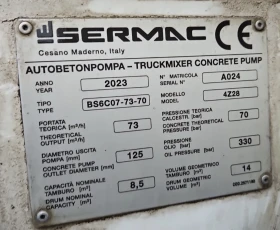 SERMAC CE
Cesano Maderno, Italy
AUTOBETONPOMPA - TRUCKMIXER CONCRETE PUMP
ANNO
YEAR
2023
N° MATRICOLA
SERIAL N°
A024
TIPO
TYPE
BS6C07-73-70
MODELLO
MODEL
4Z28
PORTATA
TEORICA [m³/h]
THEORETICAL
OUTPUT [m³/h]
73
PRESSIONE TEORICA
CALCESTR. [bar]
CONCRETE THEORETICAL
PRESSURE [bar]
70
DIAMETRO USCITA
POMPA [mm]
CONCRETE PUMP
OUTLET DIAMETER [mm]
125
PRESSIONE
OLIO [bar]
OIL PRESSURE [bar]
330
CAPACITÀ NOMINALE
TAMBURO [m³]
DRUM NOMINAL
CAPACITY [m³]
8,5
VOLUME GEOMETRICO
TAMBURO [m³]
DRUM GEOMETRIC
VOLUME [m³]
14